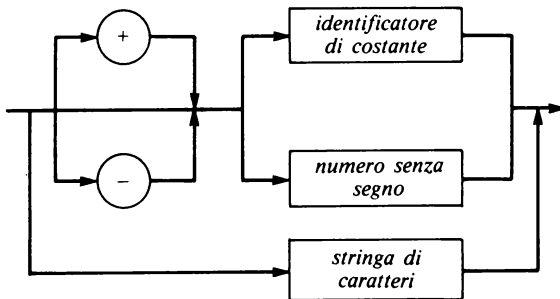 +
identificatore
di costante
−
numero senza
segno
stringa di
caratteri